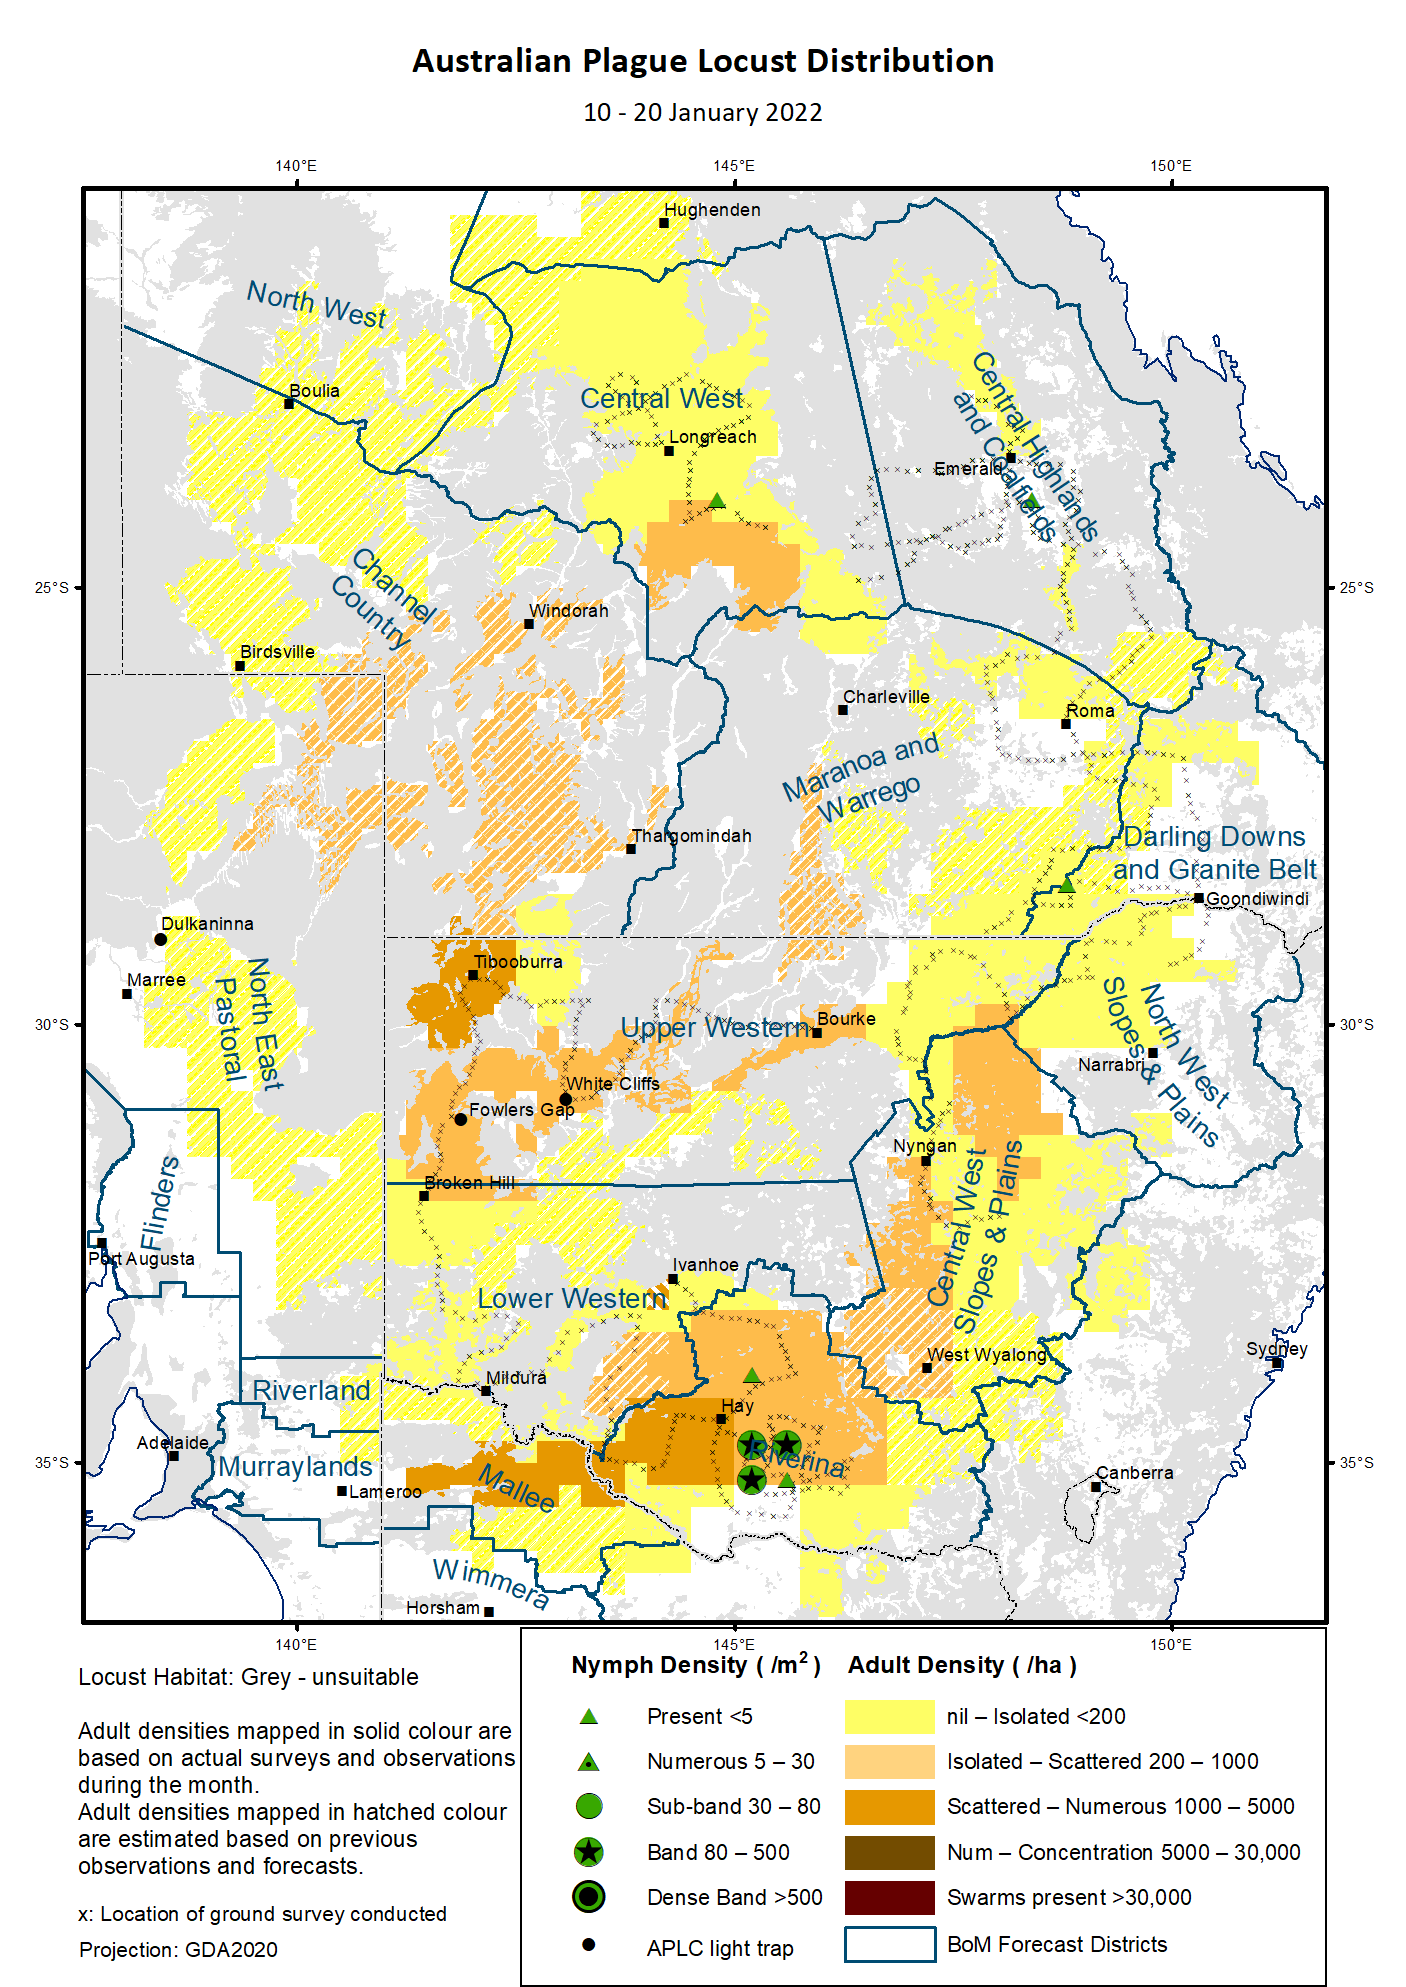 Australian Plague Locust Distribution
10 - 20 January 2022
140°E 145°E 150°E
Hughenden
North West
Boulia
Central West
Longreach
Central Highlands
and Coalfields
Emerald
25°S 25°S
Channel
Country
Windorah
Birdsville
Charleville
Roma
Maranoa and
Warrego
Thargomindah
Darling Downs
and Granite Belt
Goondiwindi
Dulkaninna
Marree
North East
Pastoral
Tibooburra
30°S 30°S
Upper Western
Bourke
North West
Slopes & Plains
Narrabri
White Cliffs
Fowlers Gap
Nyngan
Broken Hill
Flinders
Port Augusta
Central West
Slopes & Plains
Ivanhoe
Lower Western
West Wyalong
Sydney
Riverland
Mildura
Hay
Adelaide
Murraylands
Lameroo
Mallee
Riverina
35°S 35°S
Canberra
Wimmera
Horsham
140°E 145°E 150°E
Locust Habitat: Grey - unsuitable
Adult densities mapped in solid colour are
based on actual surveys and observations
during the month.
Adult densities mapped in hatched colour
are estimated based on previous
observations and forecasts.
x: Location of ground survey conducted
Projection: GDA2020
Nymph Density ( /m² )
Present <5
Numerous 5 – 30
Sub-band 30 – 80
Band 80 – 500
Dense Band >500
APLC light trap
Adult Density ( /ha )
nil – Isolated <200
Isolated – Scattered 200 – 1000
Scattered – Numerous 1000 – 5000
Num – Concentration 5000 – 30,000
Swarms present >30,000
BoM Forecast Districts